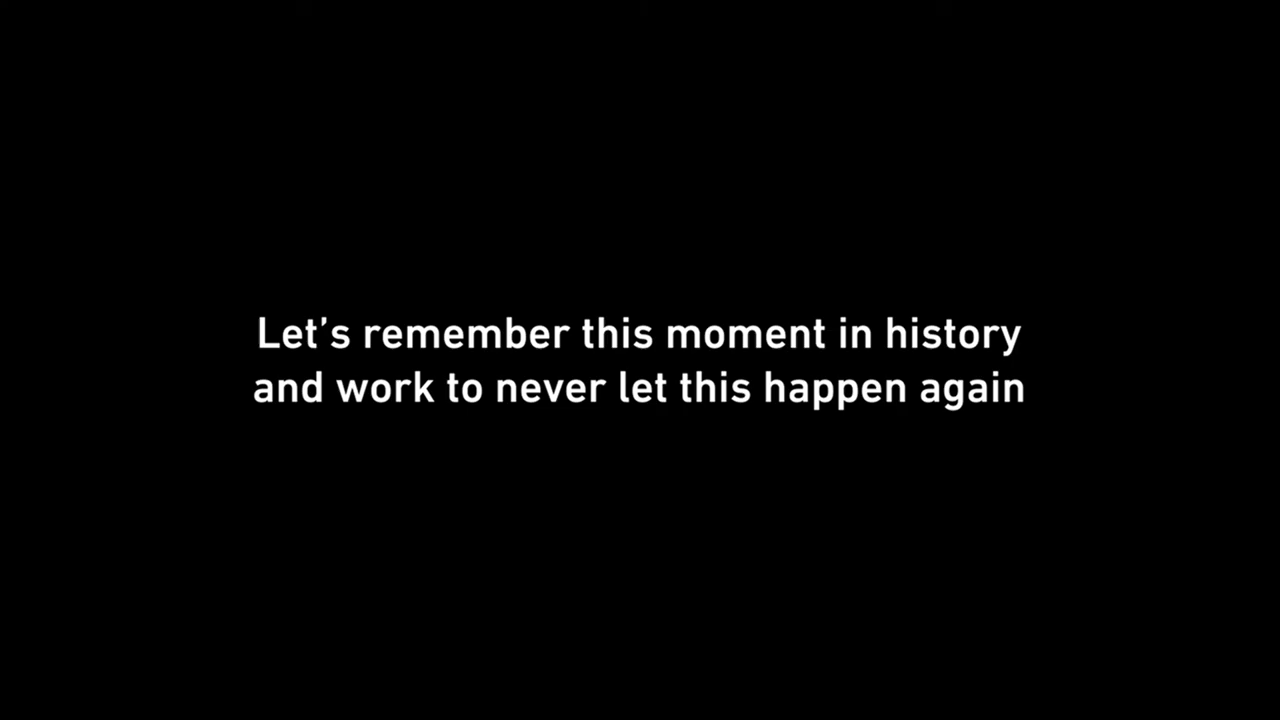 Let’s remember this moment in history
and work to never let this happen again